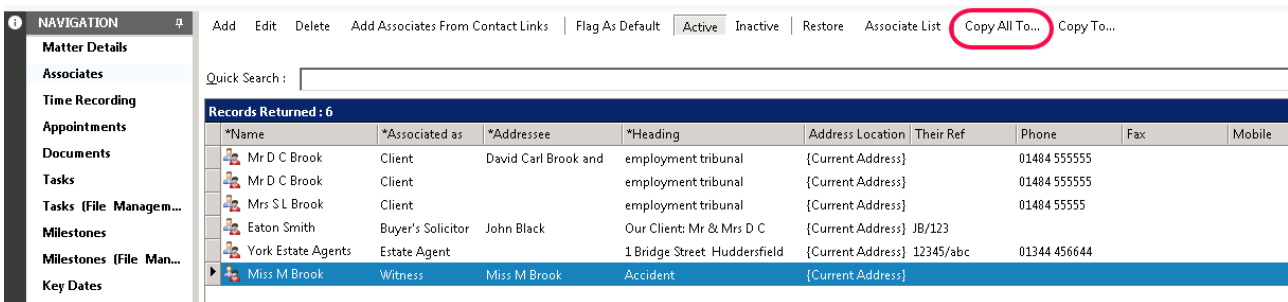 NAVIGATION
Matter Details
Associates
Time Recording
Appointments
Documents
Tasks
Tasks (File Managem...
Milestones
Milestones (File Man...
Key Dates
Add Edit Delete Add Associates From Contact Links Flag As Default Active Inactive Restore Associate List Copy All To... Copy To...
Quick Search :
Records Returned : 6
*Name *Associated as *Addressee *Heading Address Location Their Ref Phone Fax Mobile
Mr D C Brook Client David Carl Brook and employment tribunal {Current Address} 01484 555555
Mr D C Brook Client employment tribunal {Current Address} 01484 555555
Mrs S L Brook Client employment tribunal {Current Address} 01484 55555
Eaton Smith Buyer's Solicitor John Black Our Client: Mr & Mrs D C {Current Address} JB/123
York Estate Agents Estate Agent 1 Bridge Street Huddersfield {Current Address} 12345/abc 01344 456644
Miss M Brook Witness Miss M Brook Accident {Current Address}